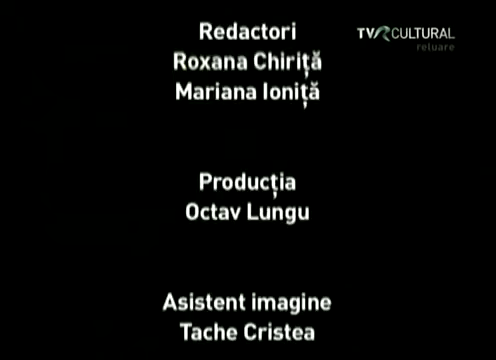 Redactori
Roxana Chiriță
Mariana Ioniță
TVR CULTURAL
reluare
Producția
Octav Lungu
Asistent imagine
Tache Cristea